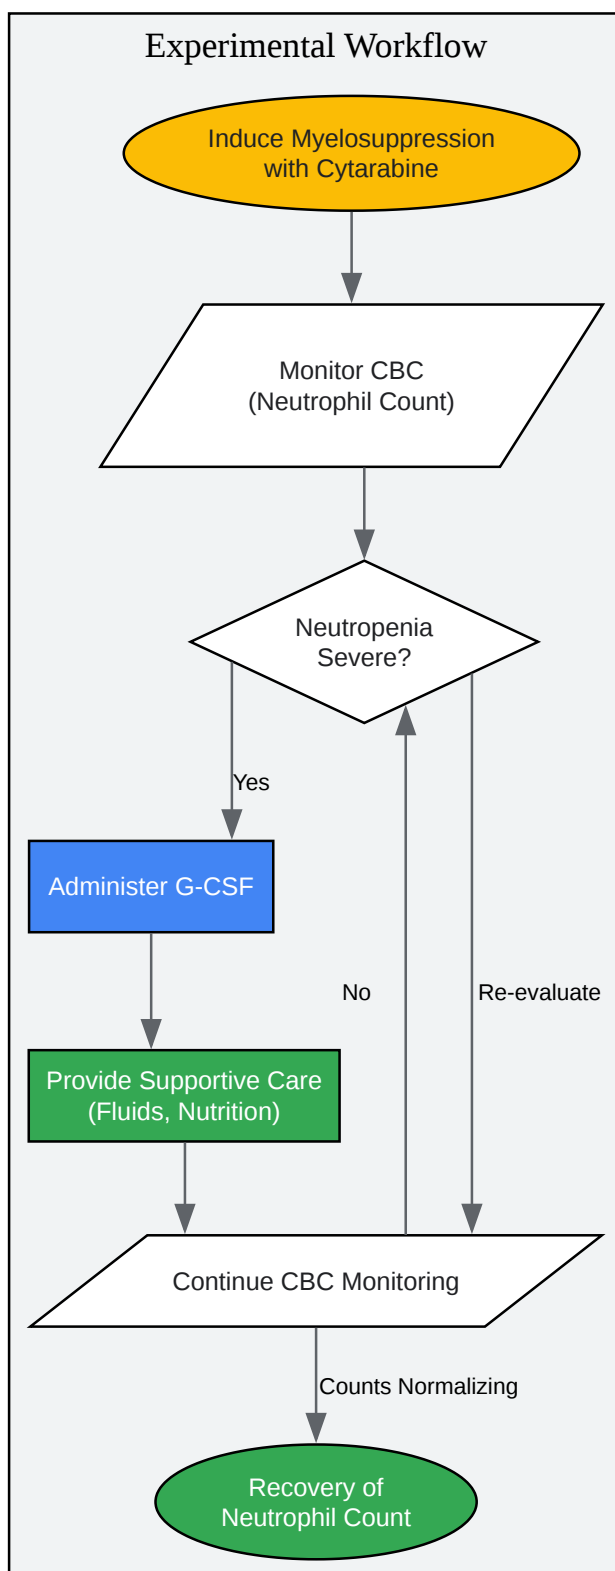 Experimental Workflow
Induce Myelosuppression
with Cytarabine
Monitor CBC
(Neutrophil Count)
Neutropenia
Severe?
Yes
Administer G-CSF
No
Re-evaluate
Provide Supportive Care
(Fluids, Nutrition)
Continue CBC Monitoring
Counts Normalizing
Recovery of
Neutrophil Count